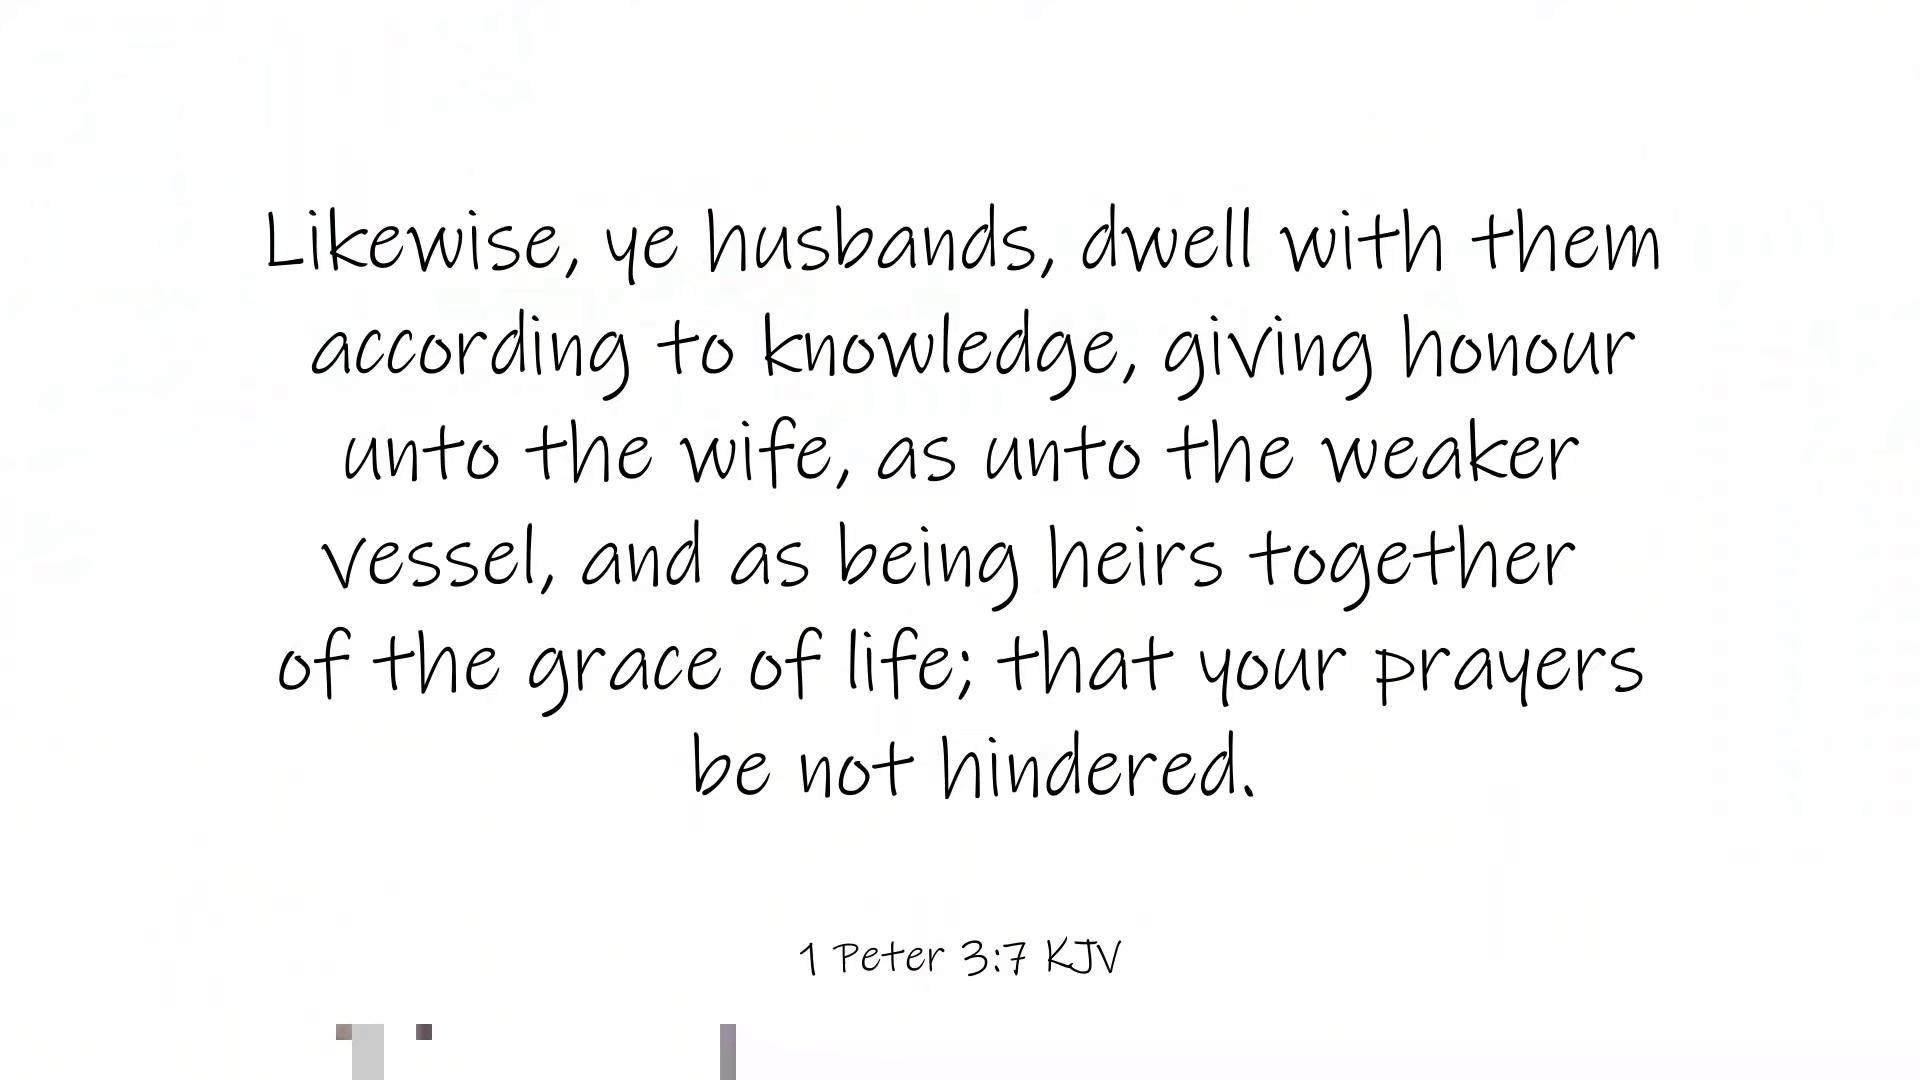 Likewise, ye husbands, dwell with them
according to knowledge, giving honour
unto the wife, as unto the weaker
vessel, and as being heirs together
of the grace of life; that your prayers
be not hindered.
1 Peter 3:7 KJV